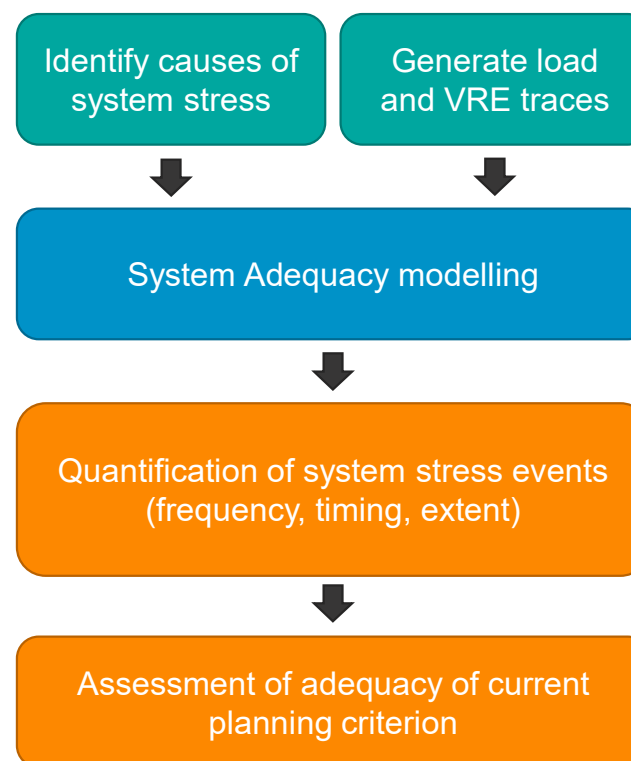 Identify causes of
system stress
Generate load
and VRE traces
System Adequacy modelling
Quantification of system stress events
(frequency, timing, extent)
Assessment of adequacy of current
planning criterion